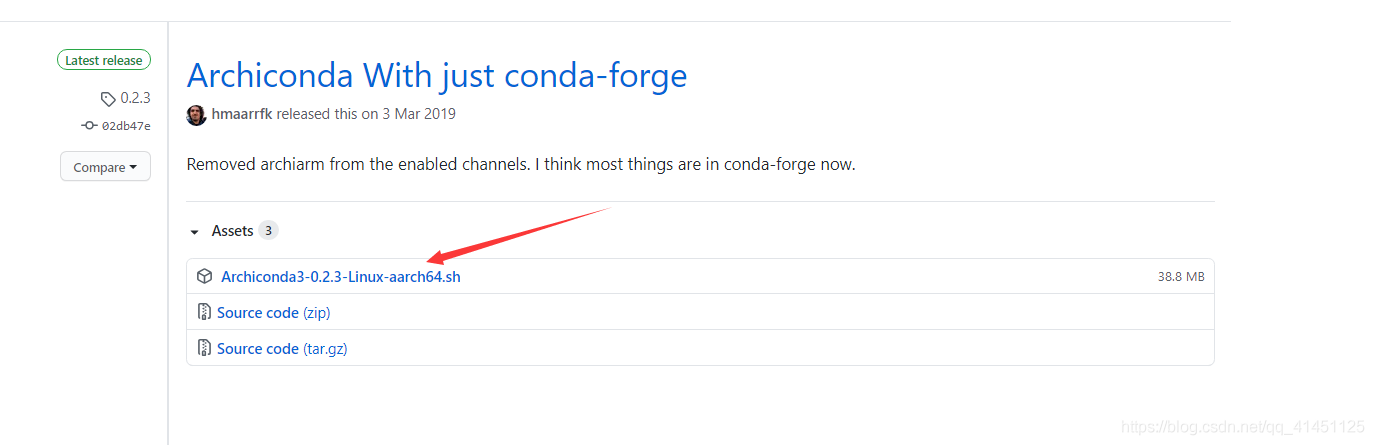 Latest release
0.2.3
02db47e
Compare
Archiconda With just conda-forge
hmaarrfk released this on 3 Mar 2019
Removed archiarm from the enabled channels. I think most things are in conda-forge now.
Assets 3
Archiconda3-0.2.3-Linux-aarch64.sh 38.8 MB
Source code (zip)
Source code (tar.gz)
https://blog.csdn.net/qq_41451125